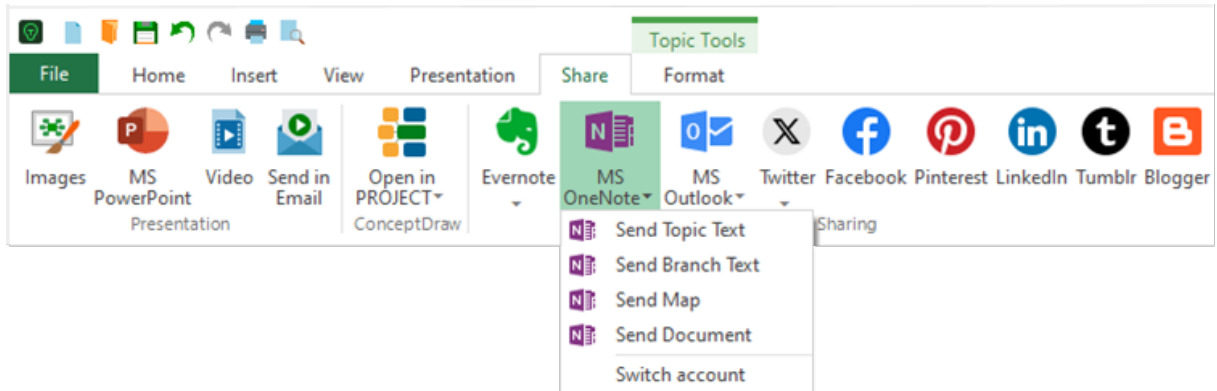 Topic Tools
File Home Insert View Presentation Share Format
Images MS PowerPoint Video Send in Email Open in PROJECT Evernote MS OneNote MS Outlook Twitter Facebook Pinterest LinkedIn Tumblr Blogger
Presentation ConceptDraw Sharing
Send Topic Text
Send Branch Text
Send Map
Send Document
Switch account